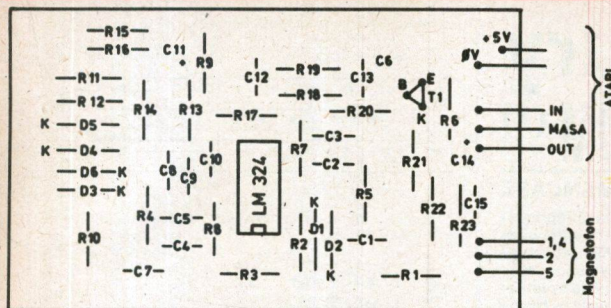 R15
R16
C11
R9
R11
R12
R14
R13
K D5
K D4
D6 K
D3 K
C8
C9
C10
R4
C5
C4
R8
R10
C7
C12
R19
R18
R17
C13
C6
R20
R7
C3
C2
LM 324
R5
K
R2
D1
D2
K
C1
R3
R1
B
E
T1
K
R6
R21
C14
R22
C15
R23
+5V
ØV
IN
MASA
OUT
ATARI
1,4
2
5
Magnetofon